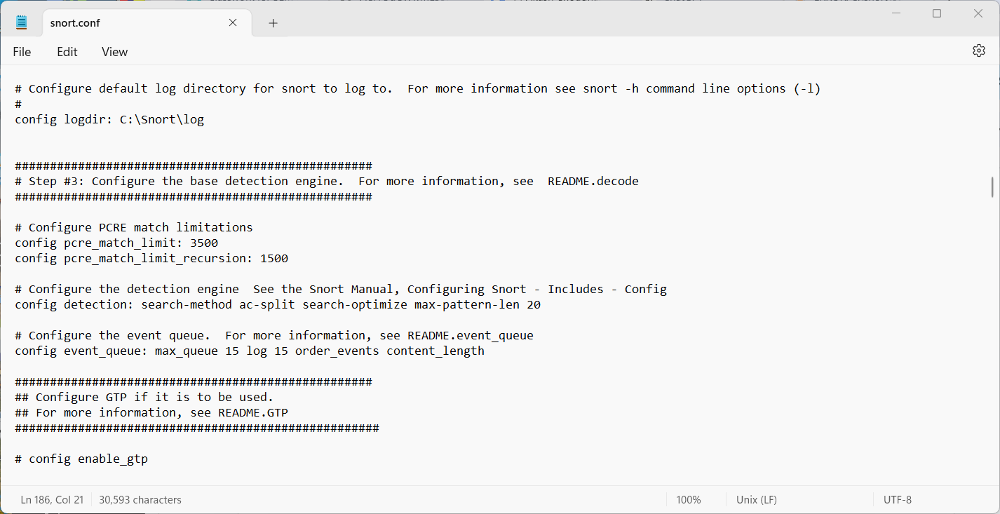 snort.conf
File Edit View
# Configure default log directory for snort to log to.  For more information see snort -h command line options (-l)
#
config logdir: C:\Snort\log
###################################################
# Step #3: Configure the base detection engine.  For more information, see  README.decode
###################################################
# Configure PCRE match limitations
config pcre_match_limit: 3500
config pcre_match_limit_recursion: 1500
# Configure the detection engine  See the Snort Manual, Configuring Snort - Includes - Config
config detection: search-method ac-split search-optimize max-pattern-len 20
# Configure the event queue.  For more information, see README.event_queue
config event_queue: max_queue 15 log 15 order_events content_length
###################################################
## Configure GTP if it is to be used.
## For more information, see README.GTP
####################################################
# config enable_gtp
Ln 186, Col 21 30,593 characters 100% Unix (LF) UTF-8